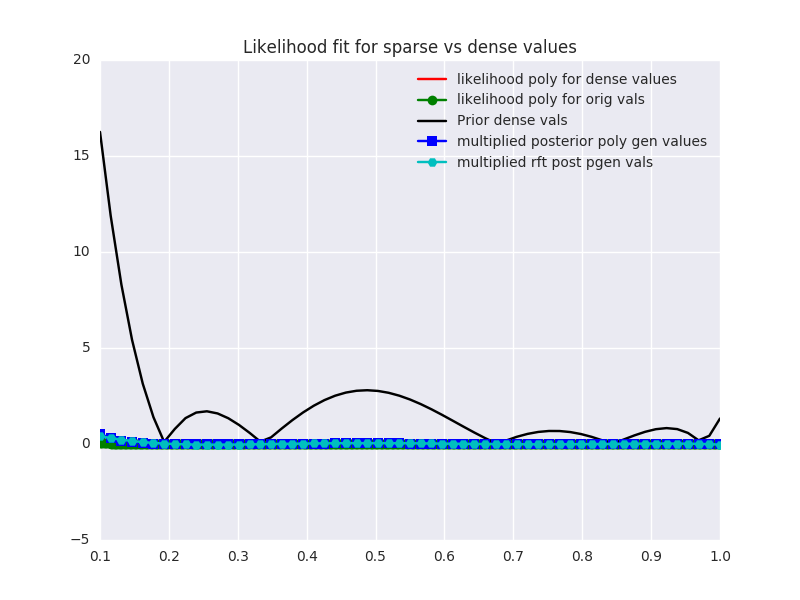 Likelihood fit for sparse vs dense values
20
15
10
5
0
−5
likelihood poly for dense values
likelihood poly for orig vals
Prior dense vals
multiplied posterior poly gen values
multiplied rft post pgen vals
0.1 0.2 0.3 0.4 0.5 0.6 0.7 0.8 0.9 1.0